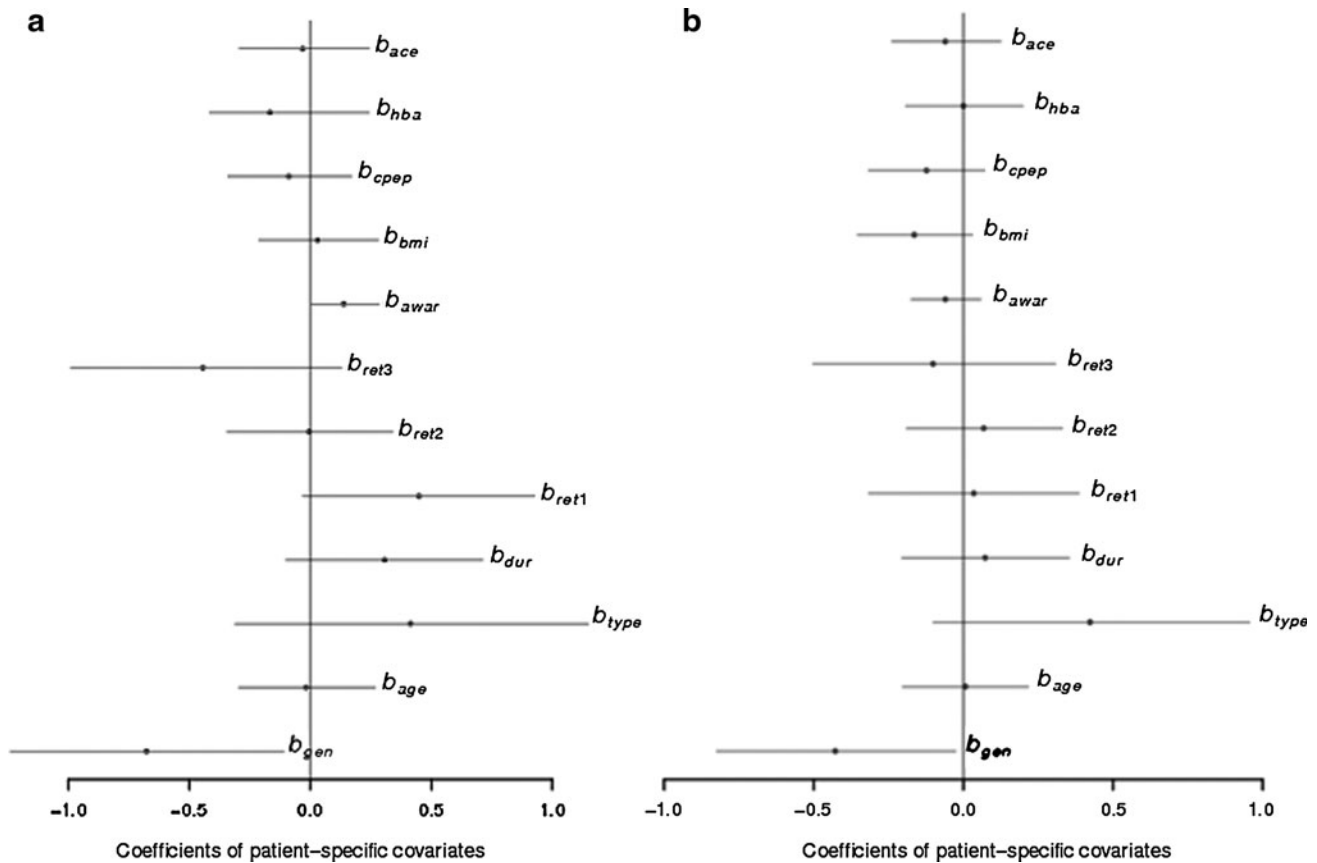 a
b_ace
b_hba
b_cpep
b_bmi
b_awar
b_ret3
b_ret2
b_ret1
b_dur
b_type
b_age
b_gen
-1.0 -0.5 0.0 0.5 1.0
Coefficients of patient-specific covariates
b
b_ace
b_hba
b_cpep
b_bmi
b_awar
b_ret3
b_ret2
b_ret1
b_dur
b_type
b_age
b_gen
-1.0 -0.5 0.0 0.5 1.0
Coefficients of patient-specific covariates